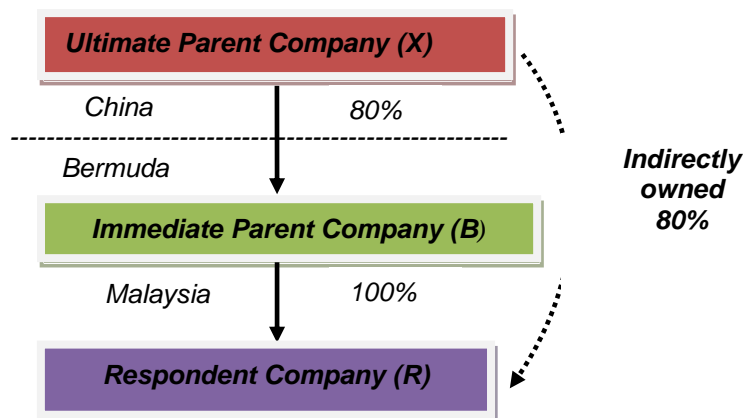 Ultimate Parent Company (X)
China 80%
Bermuda
Indirectly
owned
80%
Immediate Parent Company (B)
Malaysia 100%
Respondent Company (R)